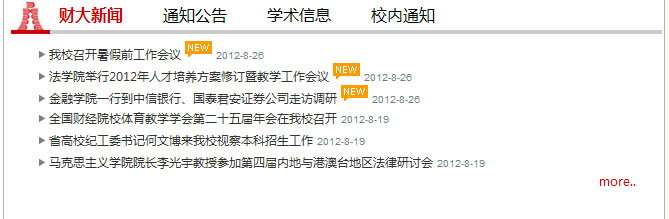 财大新闻 通知公告 学术信息 校内通知
我校召开暑假前工作会议 NEW 2012-8-26
法学院举行2012年人才培养方案修订暨教学工作会议 NEW 2012-8-26
金融学院一行到中信银行、国泰君安证券公司走访调研 NEW 2012-8-26
全国财经院校体育教学学会第二十五届年会在我校召开 2012-8-19
省高校纪工委书记何文博来我校视察本科招生工作 2012-8-19
马克思主义学院院长李光宇教授参加第四届内地与港澳台地区法律研讨会 2012-8-19
more..